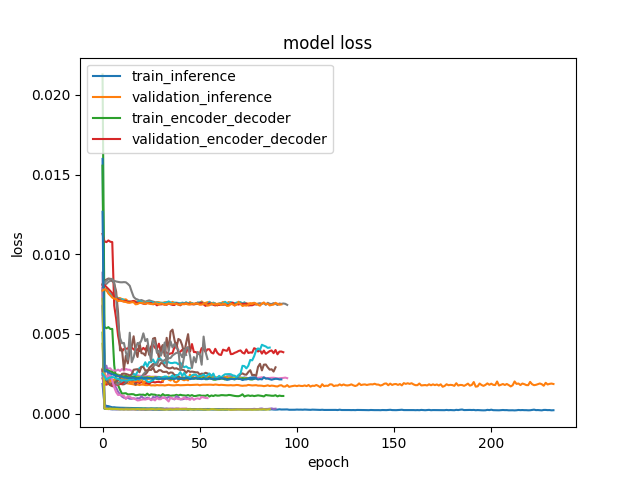 model loss
train_inference
validation_inference
train_encoder_decoder
validation_encoder_decoder
0.020
0.015
0.010
0.005
0.000
loss
0
50
100
150
200
epoch